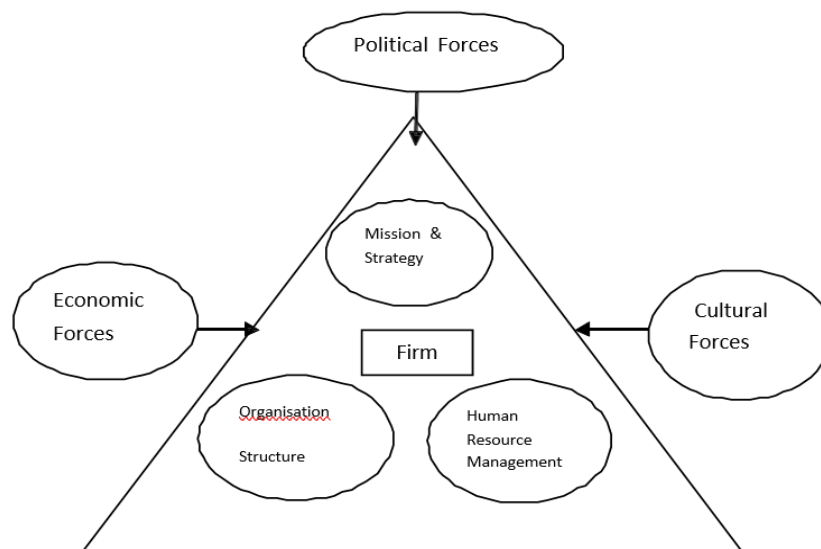 Political Forces
Mission &
Strategy
Economic
Forces
Cultural
Forces
Firm
Organisation
Structure
Human
Resource
Management